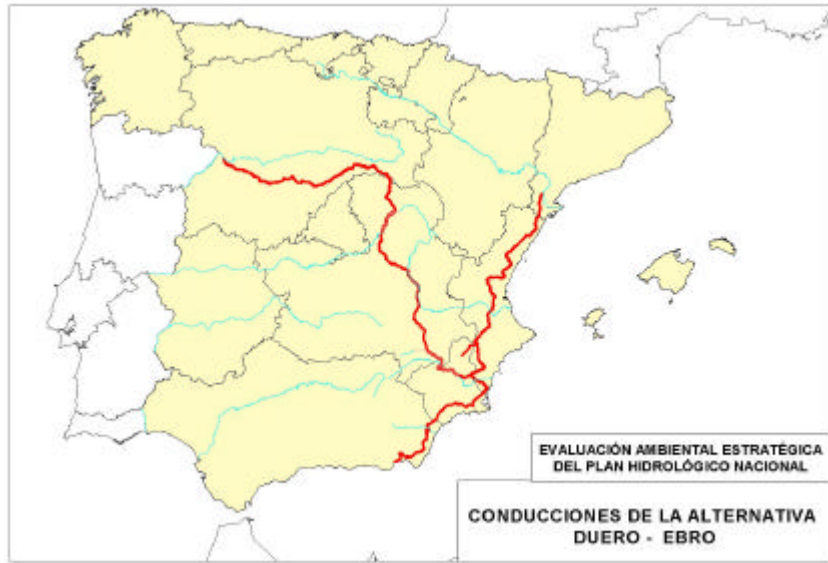 EVALUACIÓN AMBIENTAL ESTRATÉGICA
DEL PLAN HIDROLÓGICO NACIONAL
CONDUCCIONES DE LA ALTERNATIVA
DUERO - EBRO